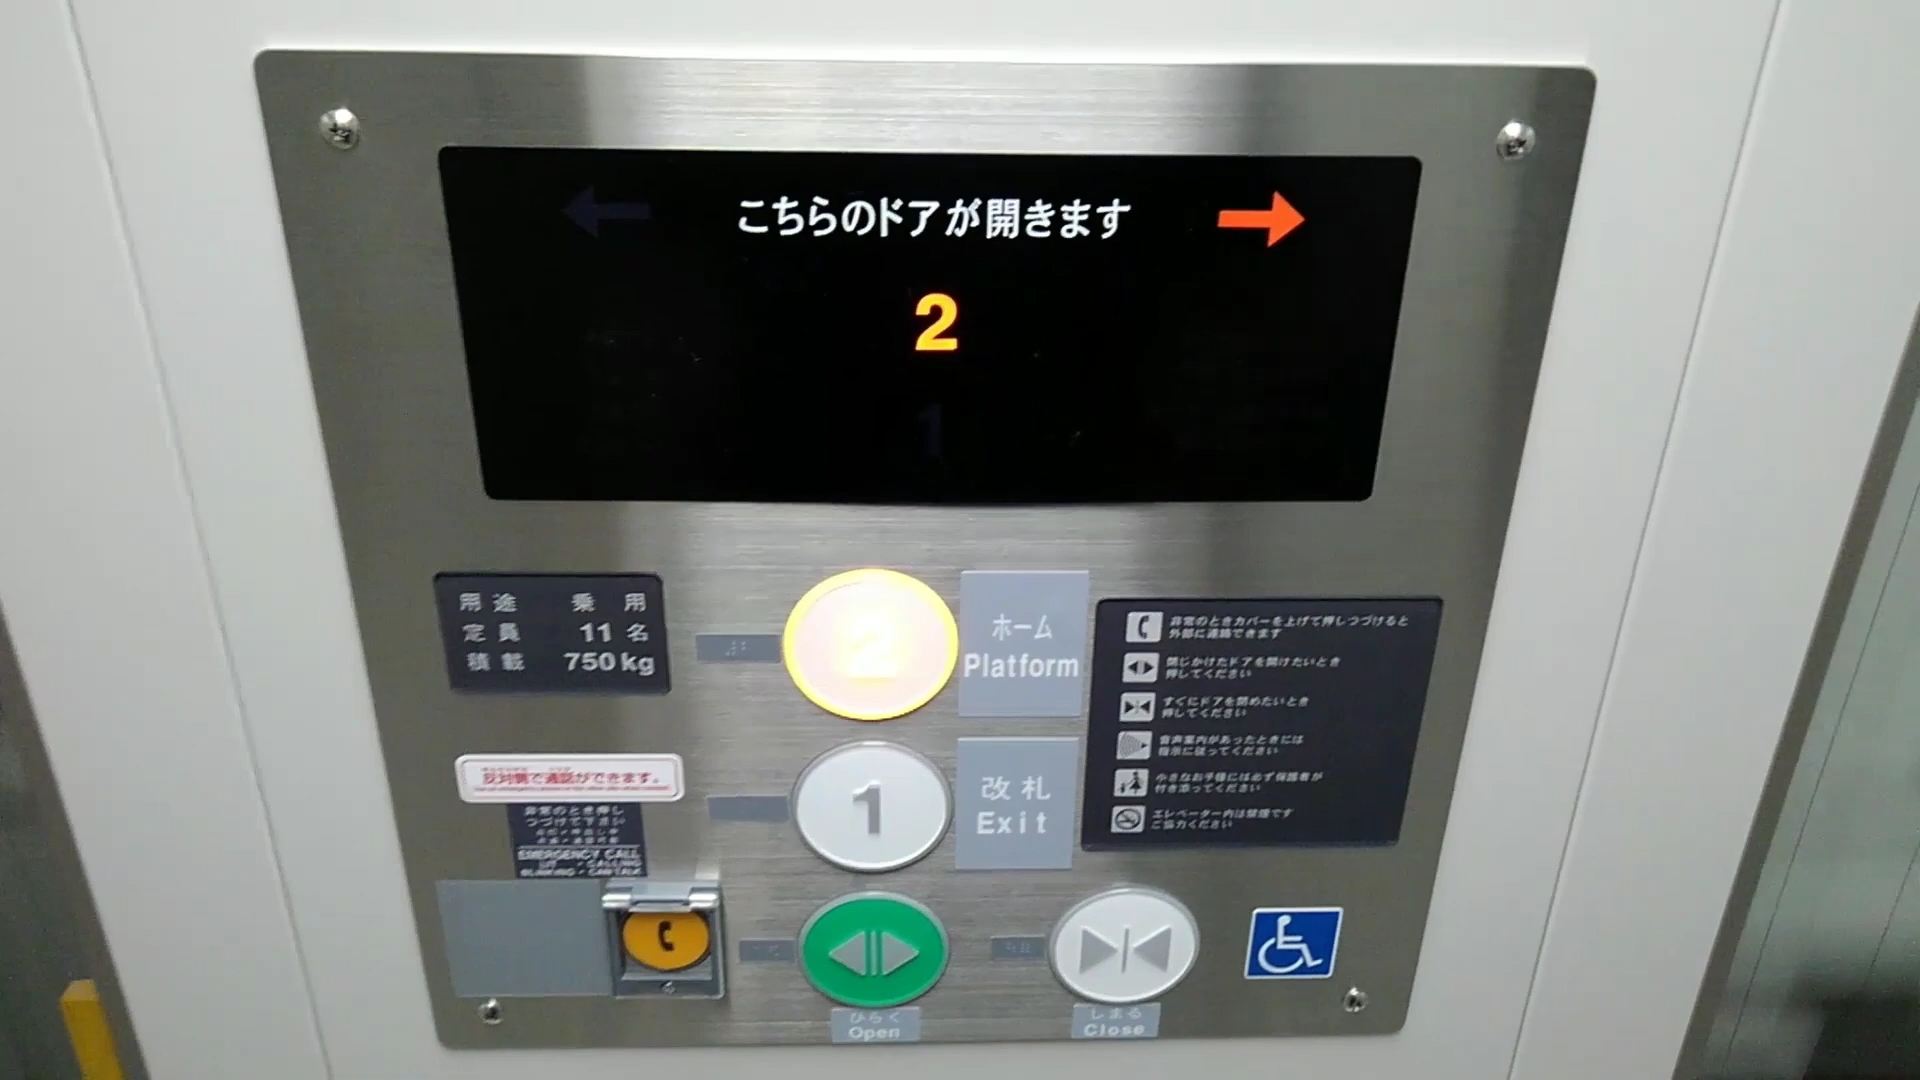 こちらのドアが開きます
2
1
用途 乗用
定員 11名
積載 750kg
2
ホーム
Platform
1
改札
Exit
非常のときカバーを上げて押しつづけると
外部に連絡できます
閉じかけたドアを開けたいとき
押してください
すぐにドアを閉めたいとき
押してください
音声案内があったときには
指示に従ってください
小さなお子様には必ず保護者が
付き添ってください
エレベーター内は禁煙です
ご協力ください
反対側で通話ができます。
非常のとき押し
つづけて下さい
EMERGENCY CALL
LIT ・CALLING
BLINKING・CAN TALK
ひらく
Open
しまる
Close